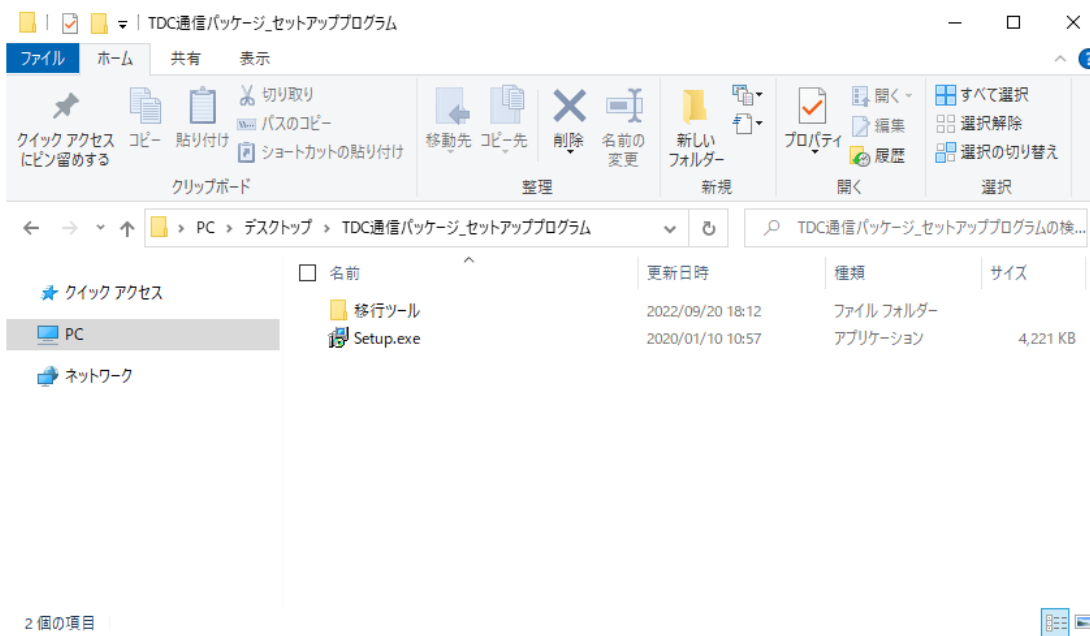 TDC通信パッケージ_セットアッププログラム
ファイル ホーム 共有 表示
クイック アクセス
にピン留めする
コピー
貼り付け
切り取り
パスのコピー
ショートカットの貼り付け
クリップボード
移動先
コピー先
削除
名前の
変更
整理
新しい
フォルダー
新規
プロパティ
開く
編集
履歴
開く
すべて選択
選択解除
選択の切り替え
選択
PC › デスクトップ › TDC通信パッケージ_セットアッププログラム
TDC通信パッケージ_セットアッププログラムの検...
クイック アクセス
PC
ネットワーク
名前 更新日時 種類 サイズ
移行ツール 2022/09/20 18:12 ファイル フォルダー
Setup.exe 2020/01/10 10:57 アプリケーション 4,221 KB
2 個の項目